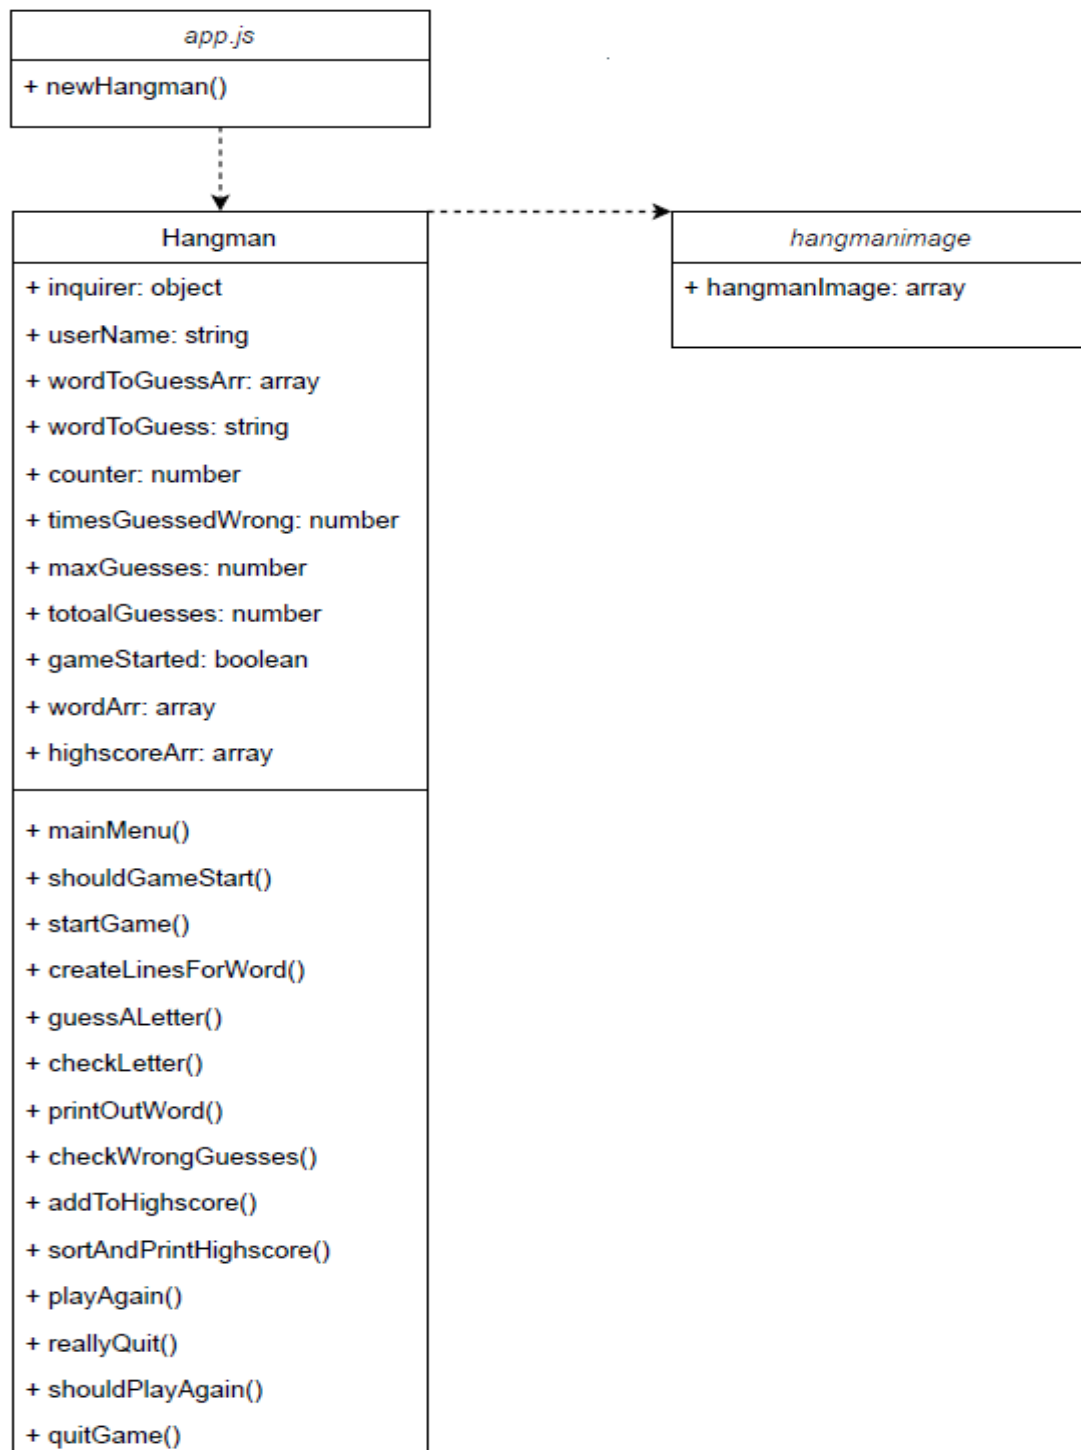 app.js
+ newHangman()
Hangman
+ inquirer: object
+ userName: string
+ wordToGuessArr: array
+ wordToGuess: string
+ counter: number
+ timesGuessedWrong: number
+ maxGuesses: number
+ totoalGuesses: number
+ gameStarted: boolean
+ wordArr: array
+ highscoreArr: array
+ mainMenu()
+ shouldGameStart()
+ startGame()
+ createLinesForWord()
+ guessALetter()
+ checkLetter()
+ printOutWord()
+ checkWrongGuesses()
+ addToHighscore()
+ sortAndPrintHighscore()
+ playAgain()
+ reallyQuit()
+ shouldPlayAgain()
+ quitGame()
hangmanimage
+ hangmanImage: array